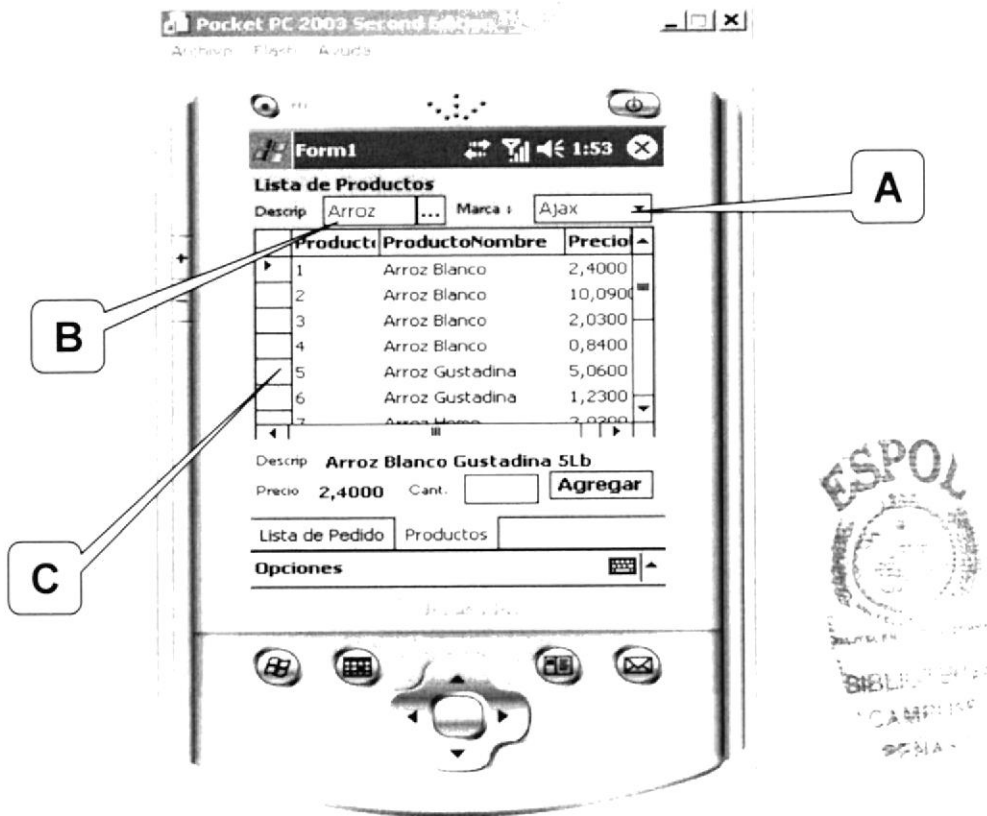 Pocket PC 2003 Second
Archivo Flash Ayuda
Form1 1:53
Lista de Productos
Descrip Arroz ... Marca : Ajax
A
Product ProductoNombre Precio
1 Arroz Blanco 2,4000
2 Arroz Blanco 10,090
3 Arroz Blanco 2,0300
4 Arroz Blanco 0,8400
B
5 Arroz Gustadina 5,0600
6 Arroz Gustadina 1,2300
Descrip Arroz Blanco Gustadina 5Lb
Precio 2,4000 Cant. Agregar
Lista de Pedido Productos
C
Opciones
ESPOL
CAMPUS